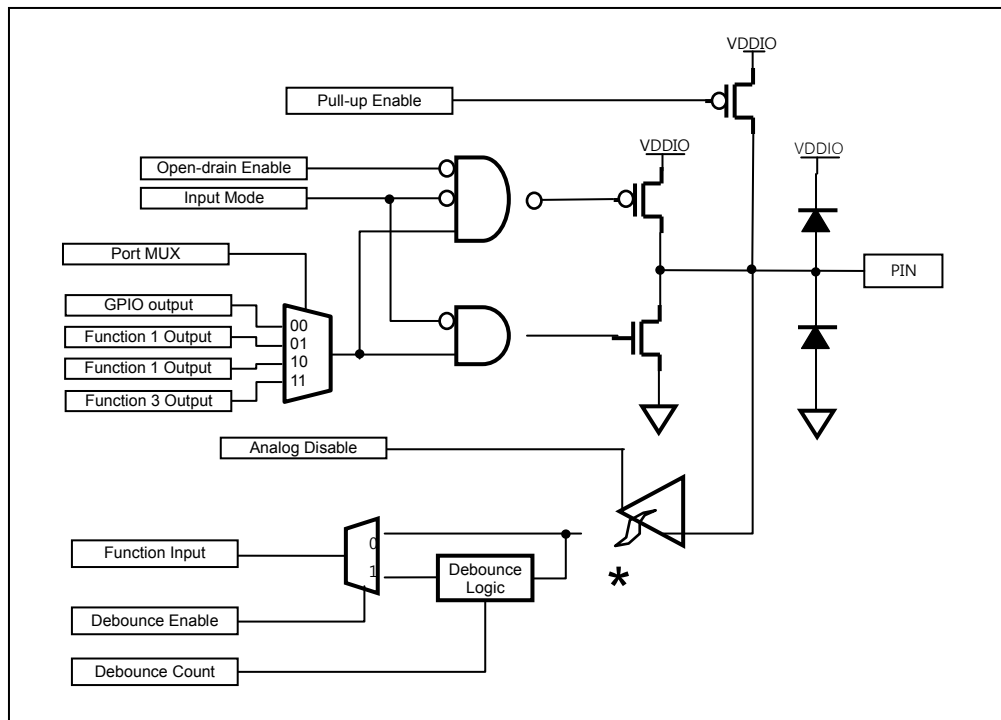 VDDIO
Pull-up Enable
Open-drain Enable
VDDIO
VDDIO
Input Mode
Port MUX
PIN
GPIO output
00
Function 1 Output
01
Function 1 Output
10
Function 3 Output
11
Analog Disable
Function Input
0
1
Debounce
Logic
*
Debounce Enable
Debounce Count